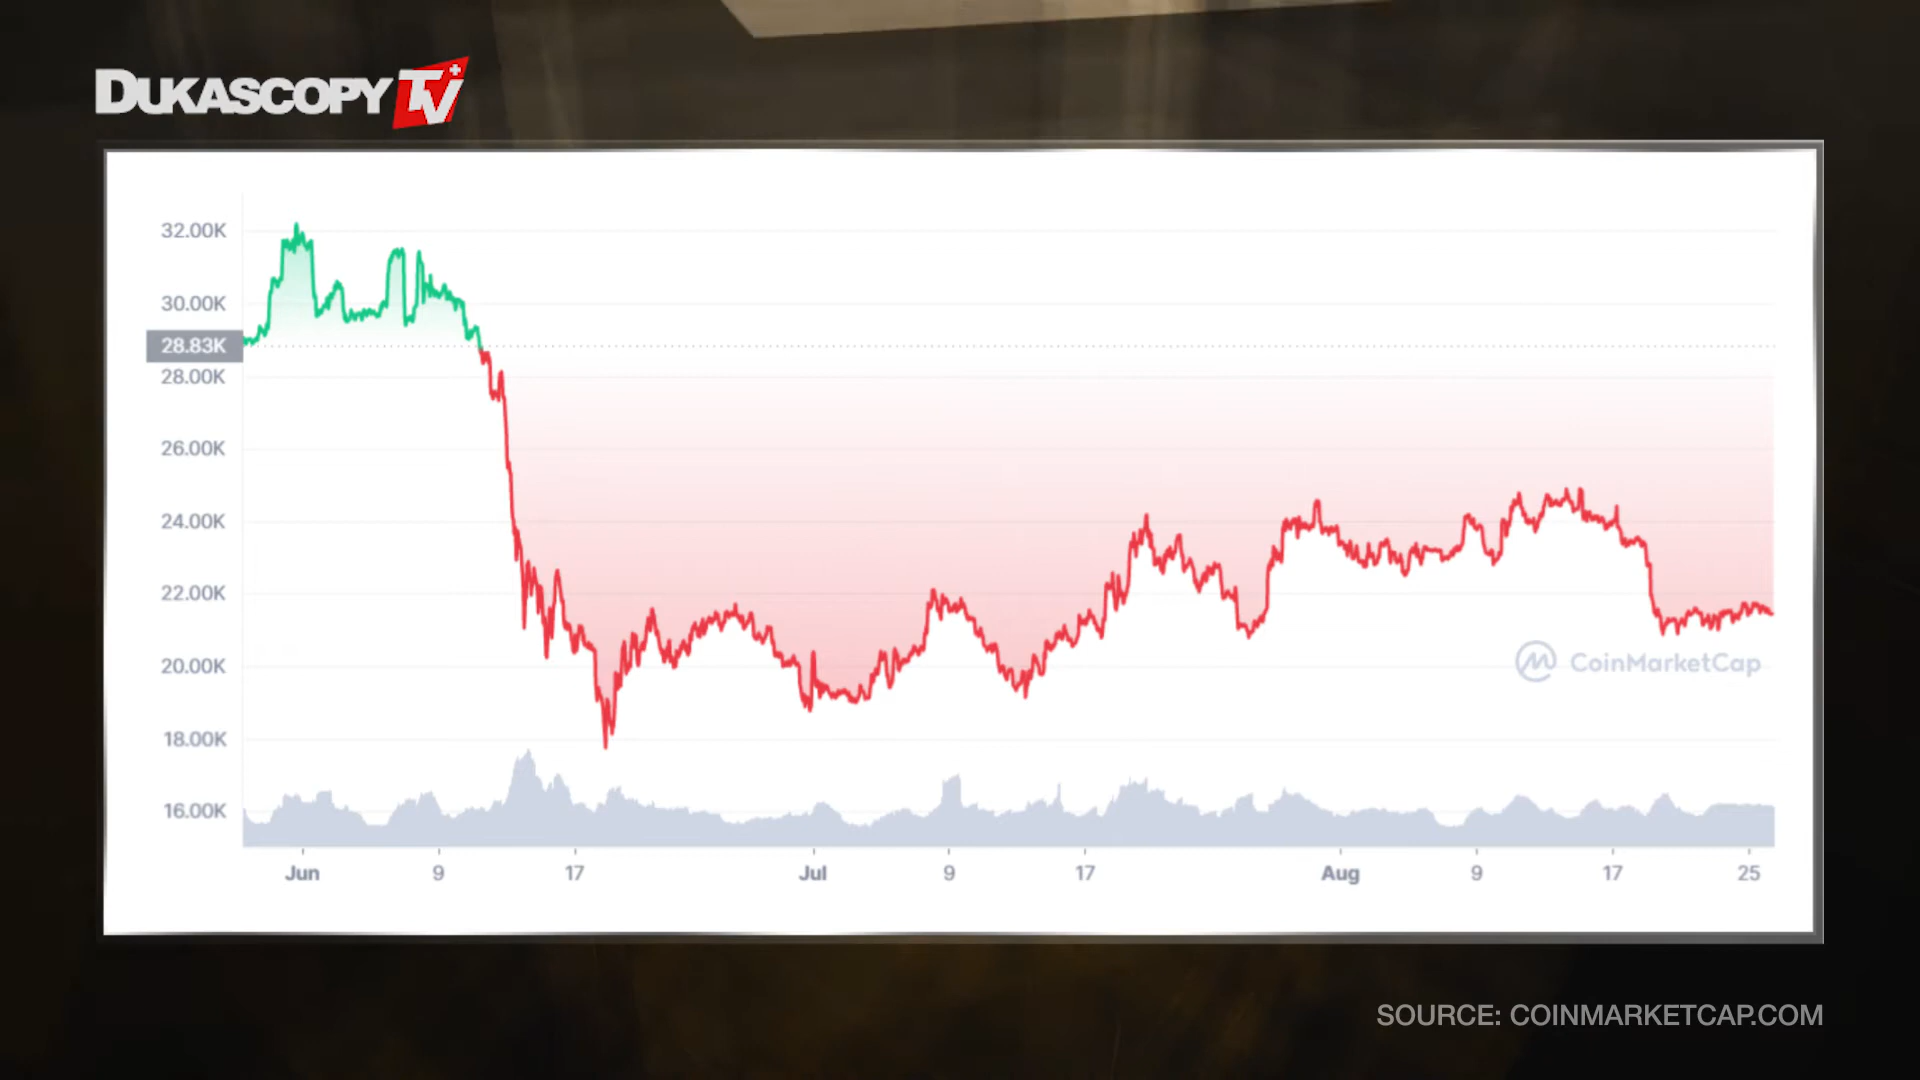 DUKASCOPY TV
32.00K
30.00K
28.83K
28.00K
26.00K
24.00K
22.00K
20.00K
18.00K
16.00K
CoinMarketCap
Jun 9 17 Jul 9 17 Aug 9 17 25
SOURCE: COINMARKETCAP.COM